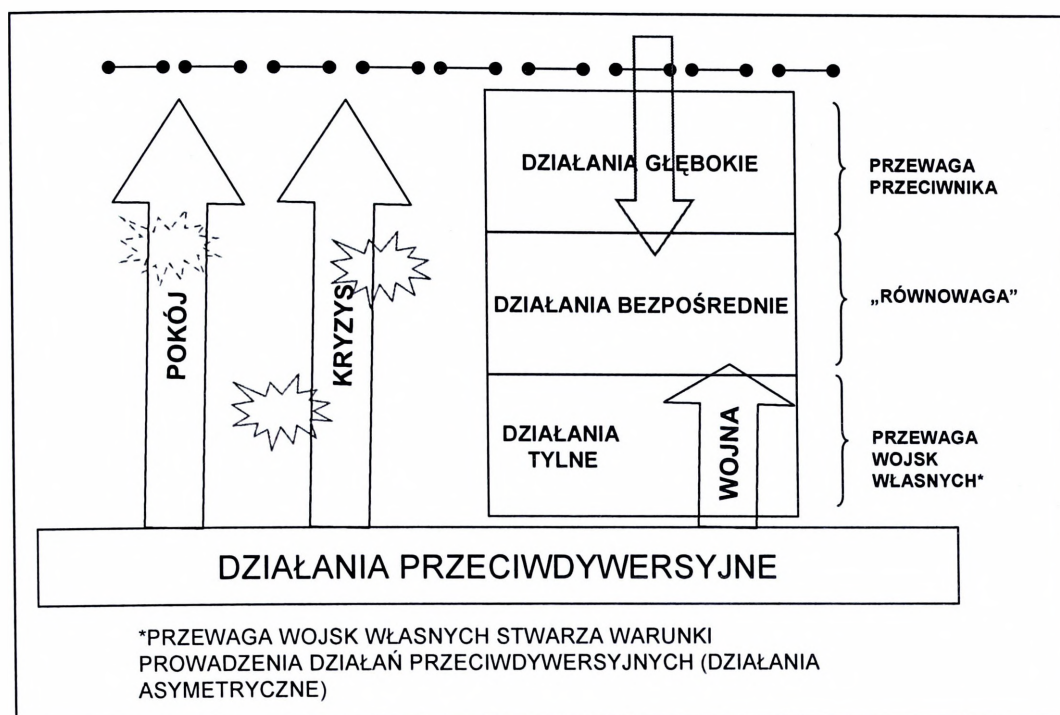 DZIAŁANIA GŁĘBOKIE
PRZEWAGA
PRZECIWNIKA
DZIAŁANIA BEZPOŚREDNIE
„RÓWNOWAGA”
POKÓJ
KRYZYS
DZIAŁANIA
TYLNE
WOJNA
PRZEWAGA
WOJSK
WŁASNYCH*
DZIAŁANIA PRZECIWDYWERSYJNE
*PRZEWAGA WOJSK WŁASNYCH STWARZA WARUNKI
PROWADZENIA DZIAŁAŃ PRZECIWDYWERSYJNYCH (DZIAŁANIA
ASYMETRYCZNE)